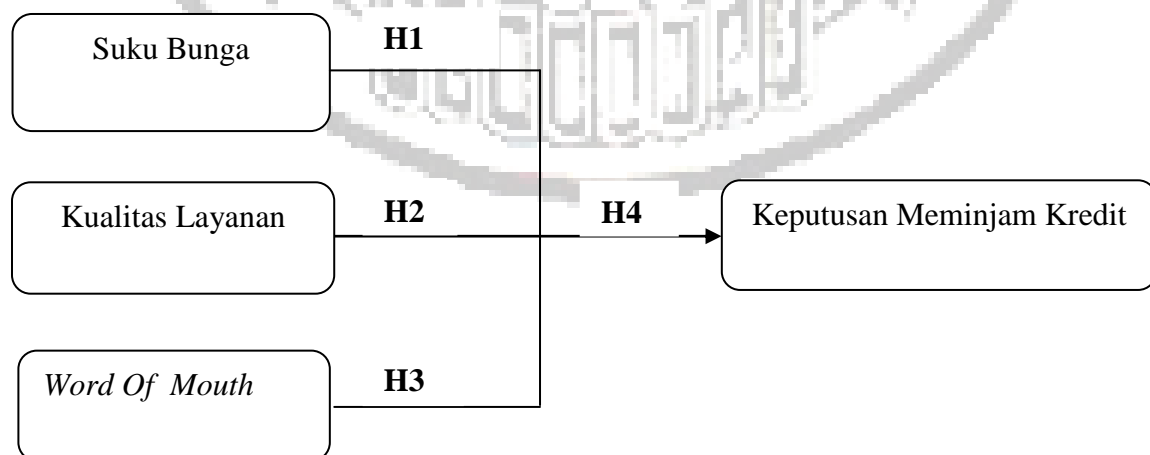 Suku Bunga
H1
Kualitas Layanan
H2
H4
Keputusan Meminjam Kredit
Word Of Mouth
H3